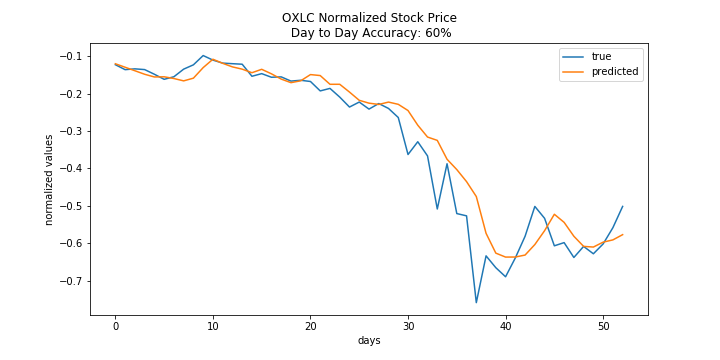 OXLC Normalized Stock Price
Day to Day Accuracy: 60%
true
predicted
normalized values
−0.1
−0.2
−0.3
−0.4
−0.5
−0.6
−0.7
0
10
20
30
40
50
days